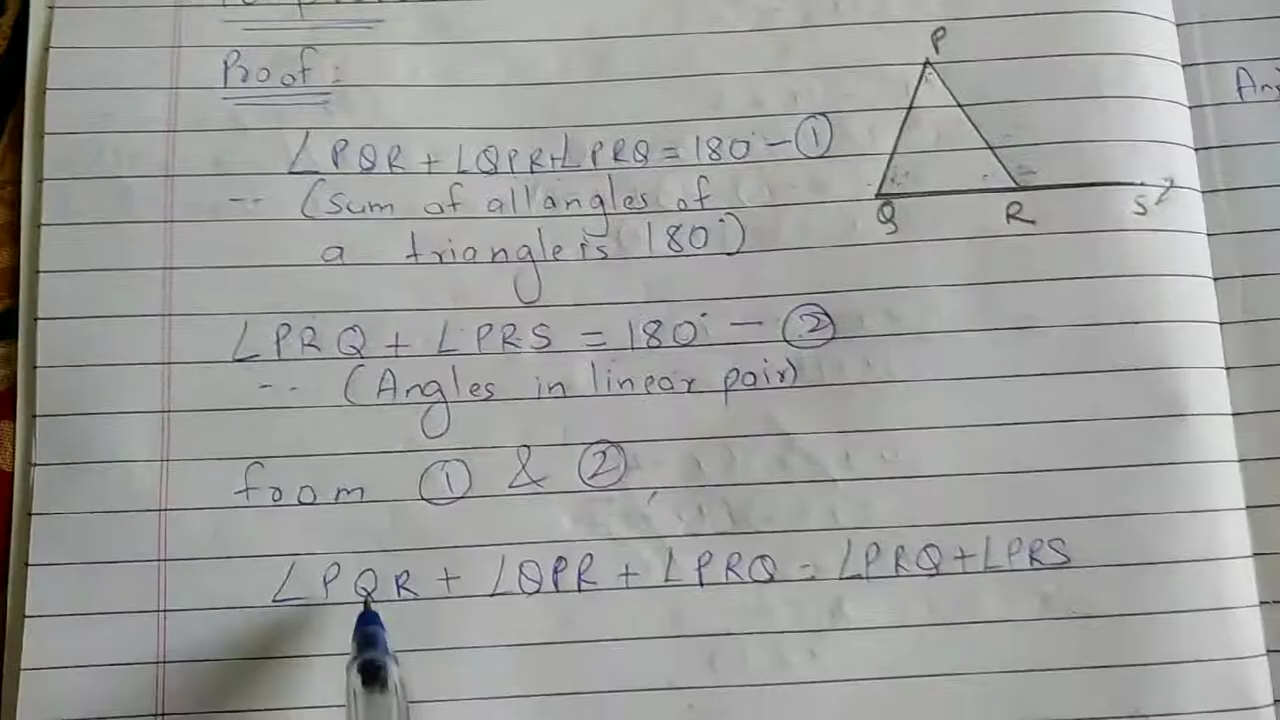 Proof :
∠PQR + ∠QPR + ∠PRQ = 180° - ①
-- (sum of all angles of
a triangle is 180°)
∠PRQ + ∠PRS = 180° - ②
-- (Angles in linear pair)
from ① & ②
∠PQR + ∠QPR + ∠PRQ = ∠PRQ + ∠PRS
P
Q R S